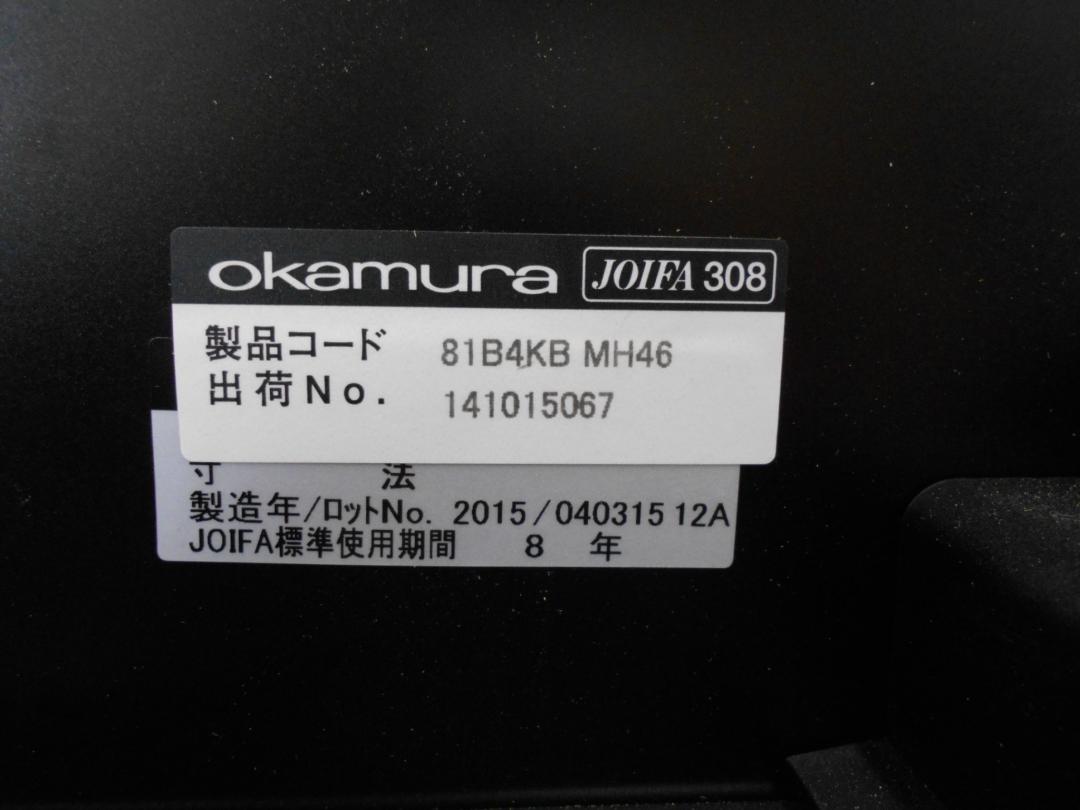 okamura JOIFA 308
製品コード 81B4KB MH46
出荷No. 141015067
寸 法
製造年/ロットNo. 2015/040315 12A
JOIFA標準使用期間 8 年